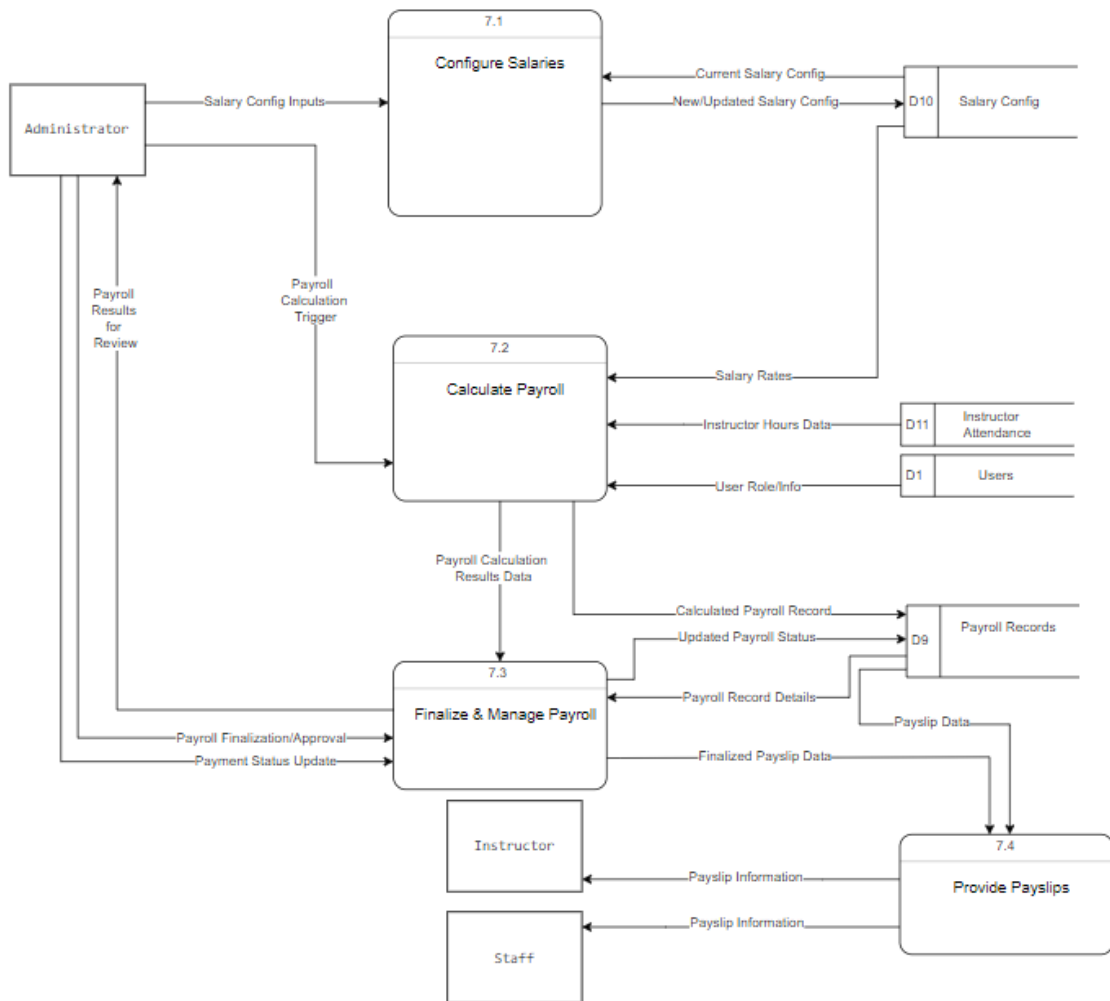 7.1
Configure Salaries
Current Salary Config
Salary Config Inputs
New/Updated Salary Config
D10
Salary Config
Administrator
Payroll
Results
for
Review
Payroll
Calculation
Trigger
7.2
Calculate Payroll
Salary Rates
Instructor Hours Data
D11
Instructor
Attendance
User Role/Info
D1
Users
Payroll Calculation
Results Data
Calculated Payroll Record
Updated Payroll Status
D9
Payroll Records
7.3
Finalize & Manage Payroll
Payroll Record Details
Payslip Data
Payroll Finalization/Approval
Payment Status Update
Finalized Payslip Data
Instructor
7.4
Provide Payslips
Payslip Information
Payslip Information
Staff